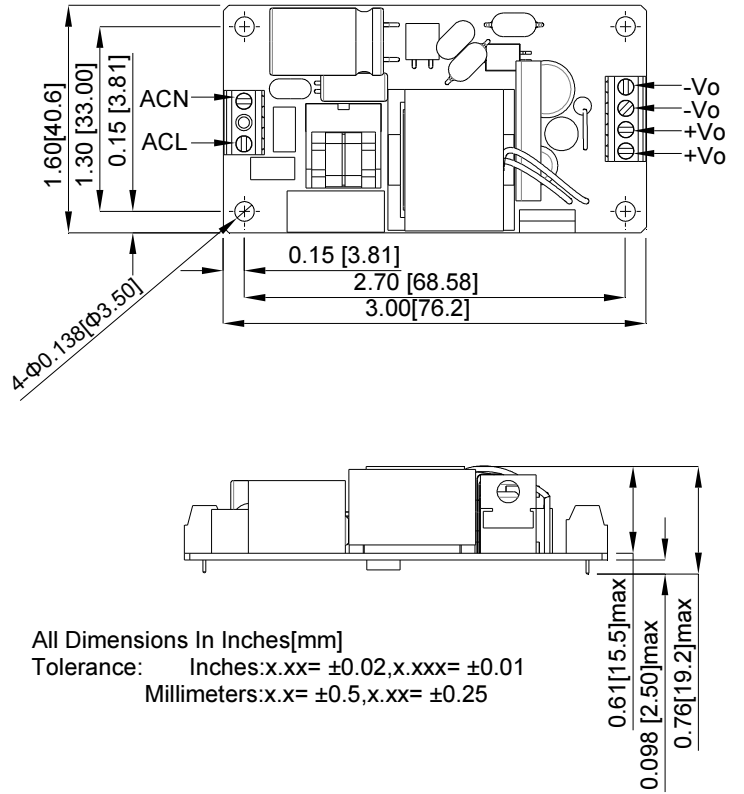 1.60[40.6]
1.30 [33.00]
0.15 [3.81]
ACN
ACL
-Vo
-Vo
+Vo
+Vo
0.15 [3.81]
2.70 [68.58]
3.00[76.2]
4-Φ0.138[Φ3.50]
0.61[15.5]max
0.098 [2.50]max
0.76[19.2]max
All Dimensions In Inches[mm]
Tolerance: Inches:x.xx= ±0.02,x.xxx= ±0.01
Millimeters:x.x= ±0.5,x.xx= ±0.25